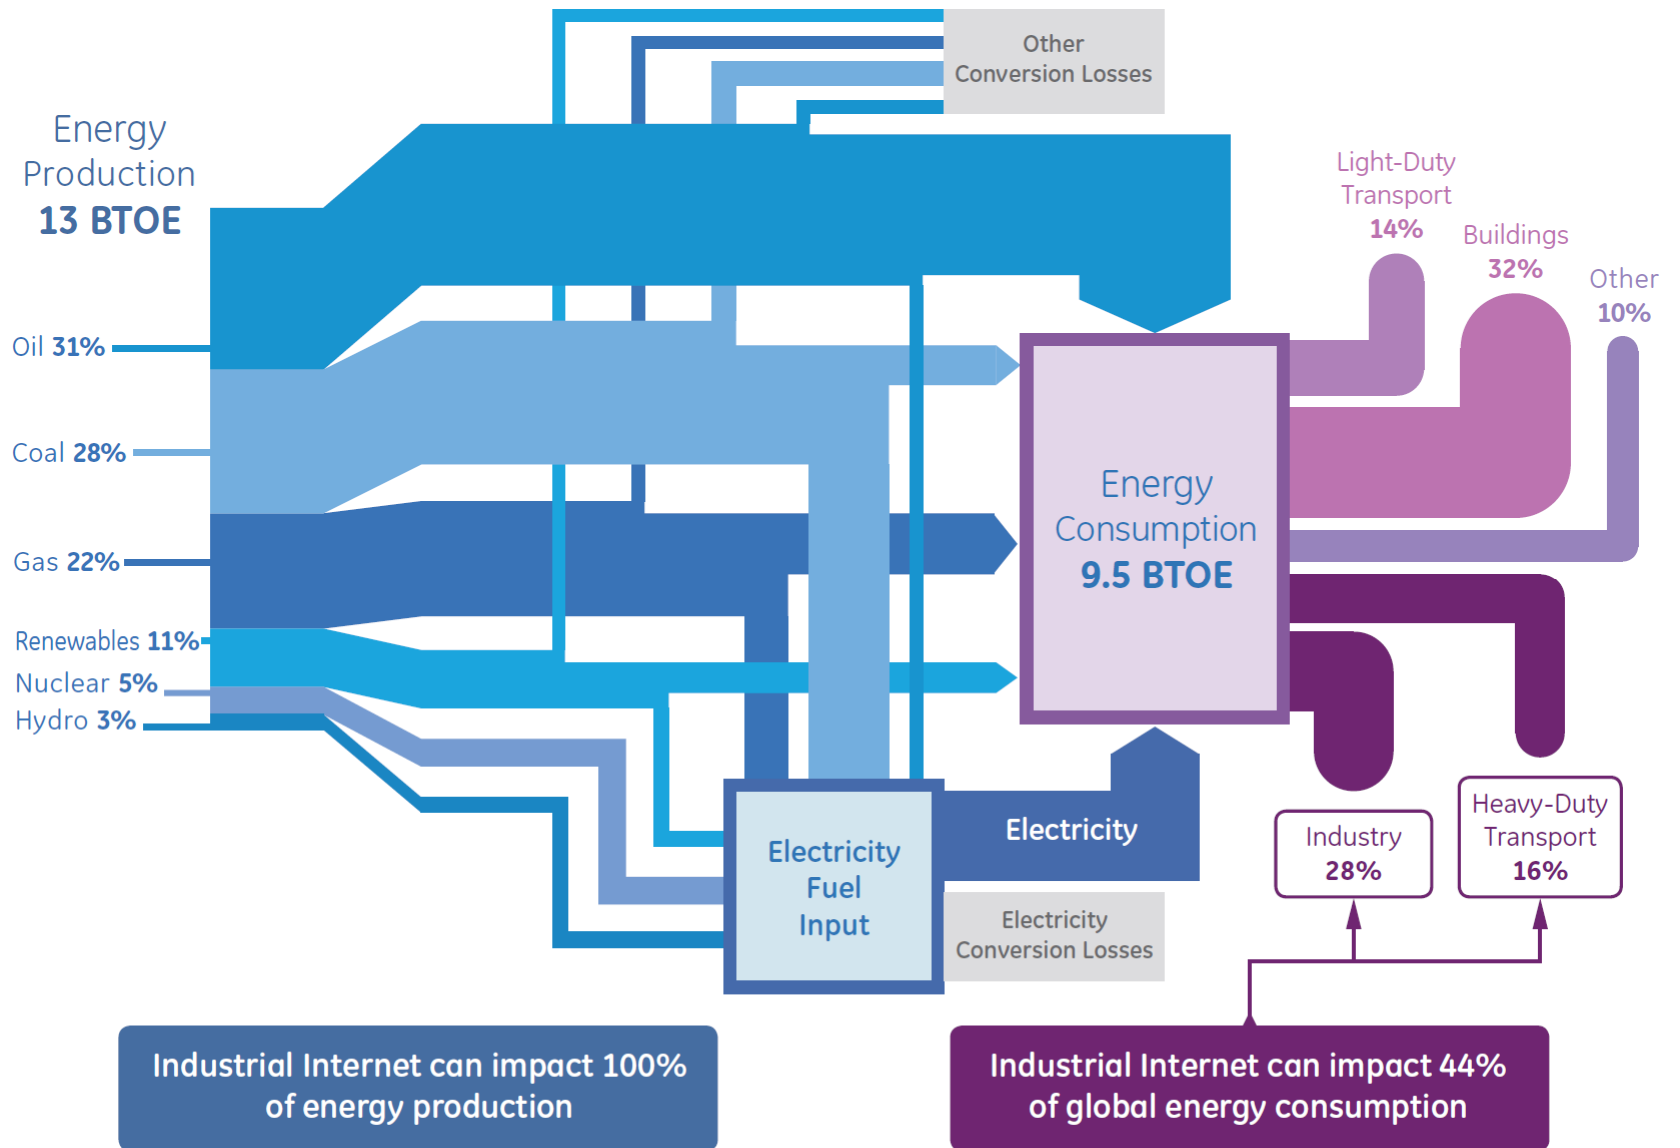 Other
Conversion Losses
Energy
Production
13 BTOE
Light-Duty
Transport
14%
Buildings
32%
Other
10%
Oil 31%
Coal 28%
Gas 22%
Renewables 11%
Nuclear 5%
Hydro 3%
Energy
Consumption
9.5 BTOE
Electricity
Fuel
Input
Electricity
Electricity
Conversion Losses
Industry
28%
Heavy-Duty
Transport
16%
Industrial Internet can impact 100%
of energy production
Industrial Internet can impact 44%
of global energy consumption